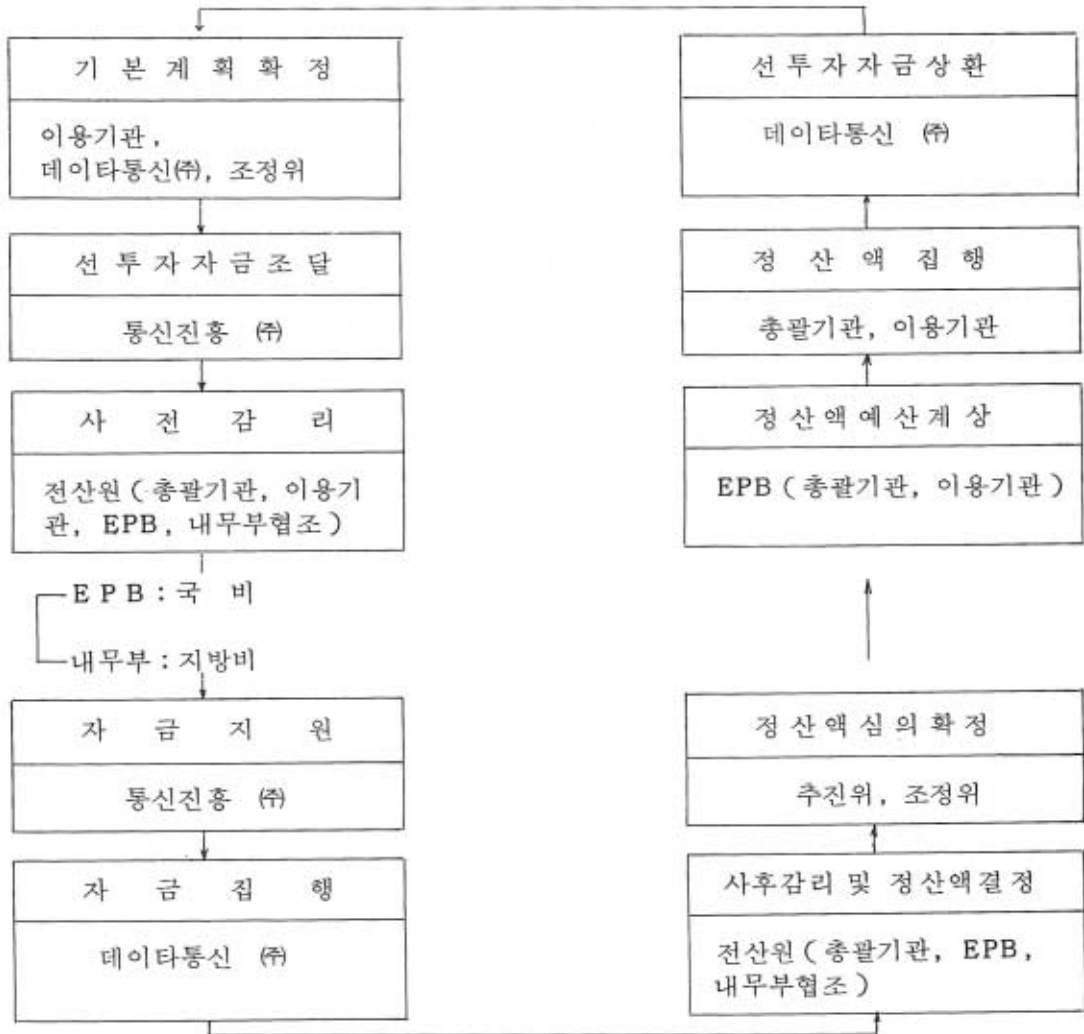 기 본 계 획 확 정
이용기관,
데이타통신㈜, 조정위
선 투 자 자 금 조 달
통신진흥 ㈜
사 전 감 리
전산원 ( 총괄기관, 이용기
관, EPB, 내무부협조 )
E P B : 국 비
내무부 : 지방비
자 금 지 원
통신진흥 ㈜
자 금 집 행
데이타통신 ㈜
선 투 자 자 금 상 환
데이타통신 ㈜
정 산 액 집 행
총괄기관, 이용기관
정 산 액 예 산 계 상
EPB ( 총괄기관, 이용기관 )
정 산 액 심 의 확 정
추진위, 조정위
사후감리 및 정산액결정
전산원 ( 총괄기관, EPB,
내무부협조 )